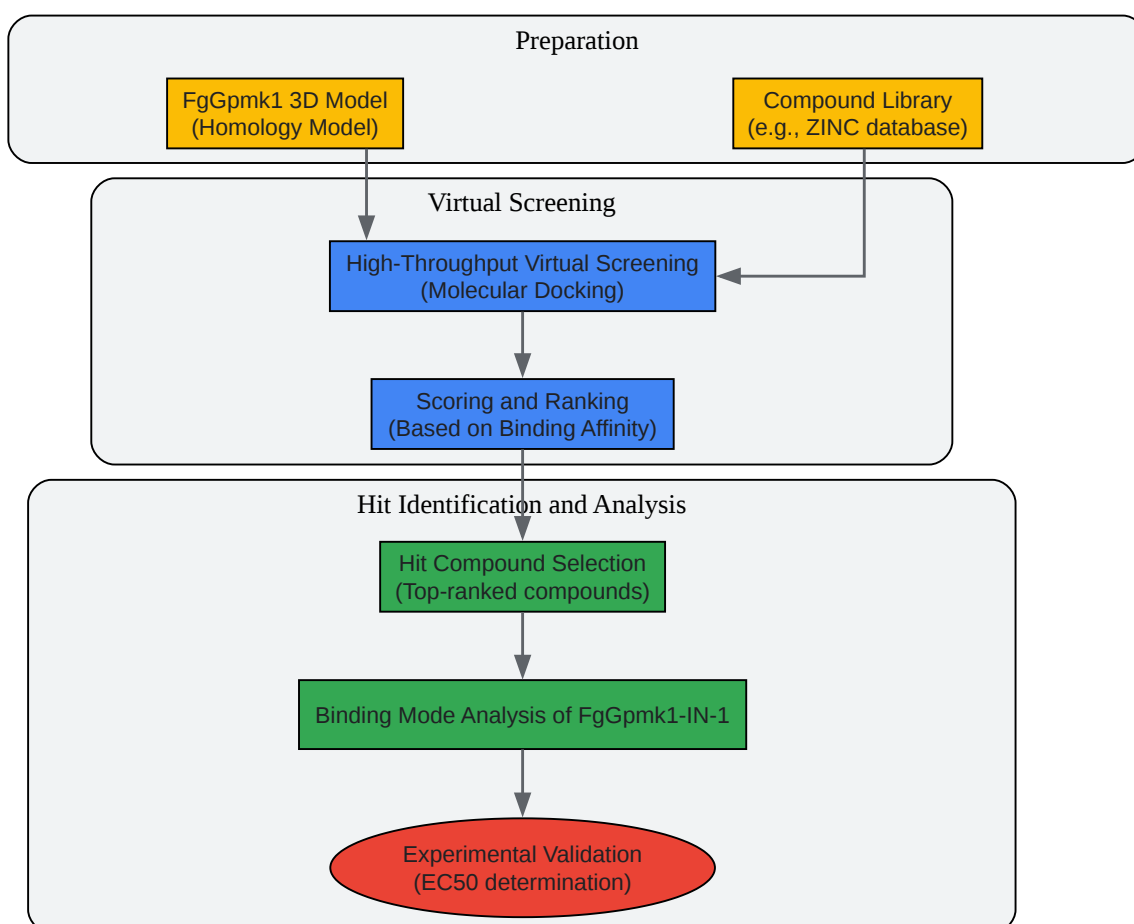 Preparation
FgGpmk1 3D Model
(Homology Model)
Compound Library
(e.g., ZINC database)
Virtual Screening
High-Throughput Virtual Screening
(Molecular Docking)
Scoring and Ranking
(Based on Binding Affinity)
Hit Identification and Analysis
Hit Compound Selection
(Top-ranked compounds)
Binding Mode Analysis of FgGpmk1-IN-1
Experimental Validation
(EC50 determination)